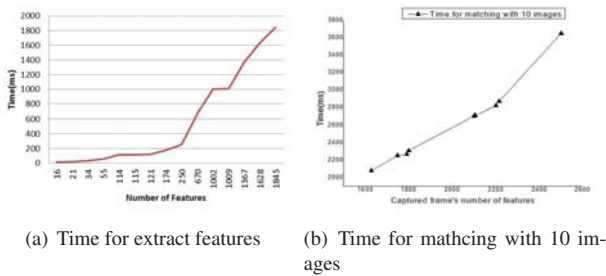 2000
1800
1600
1400
1200
1000
800
600
400
200
0
Time(ms)
16 21 34 55 114 115 121 174 250 670 1002 1009 1367 1628 1845
Number of Features
(a) Time for extract features
Time for matching with 10 images
3800
3600
3400
3200
3000
2800
2600
2400
2200
2000
Time(ms)
1600 1800 2000 2200 2400 2600
Captured frame's number of features
(b) Time for mathcing with 10 im-
ages